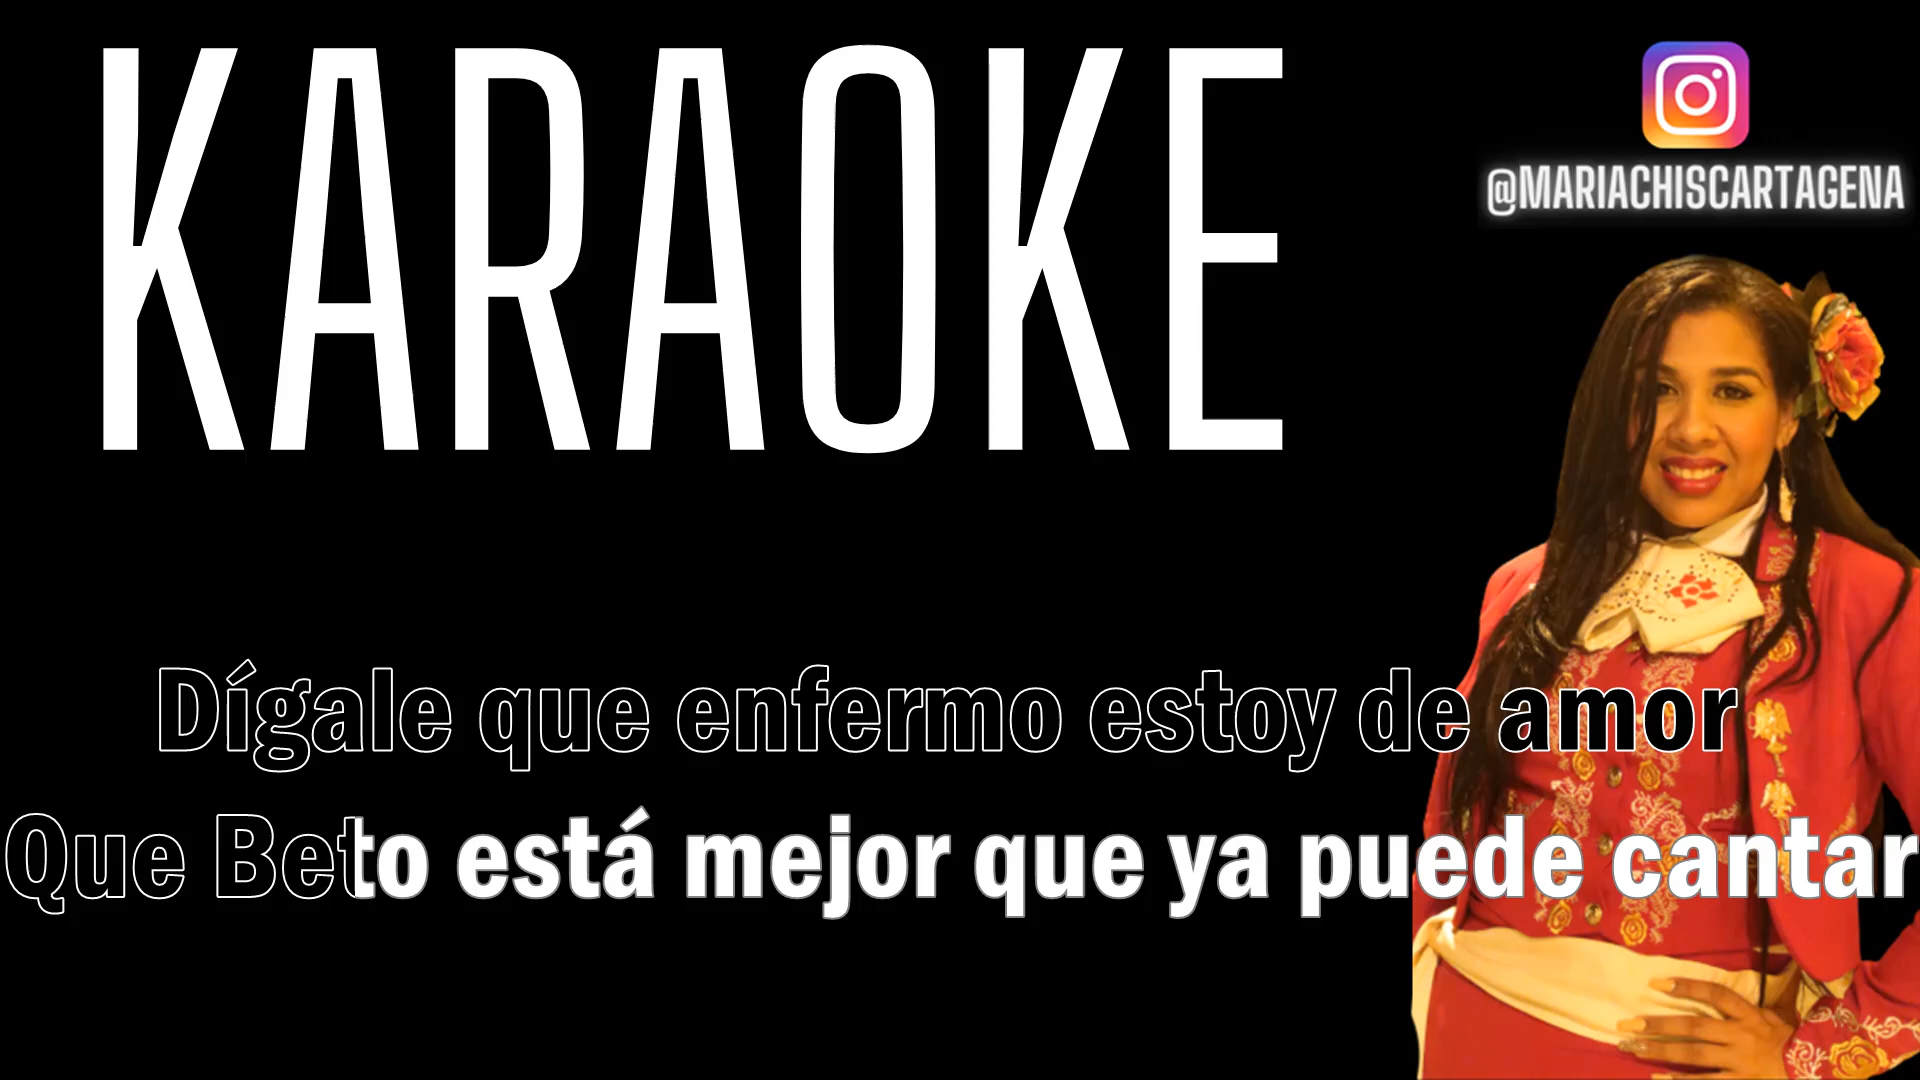 KARAOKE
@MARIACHISCARTAGENA
Dígale que enfermo estoy de amor
Que Beto está mejor que ya puede cantar